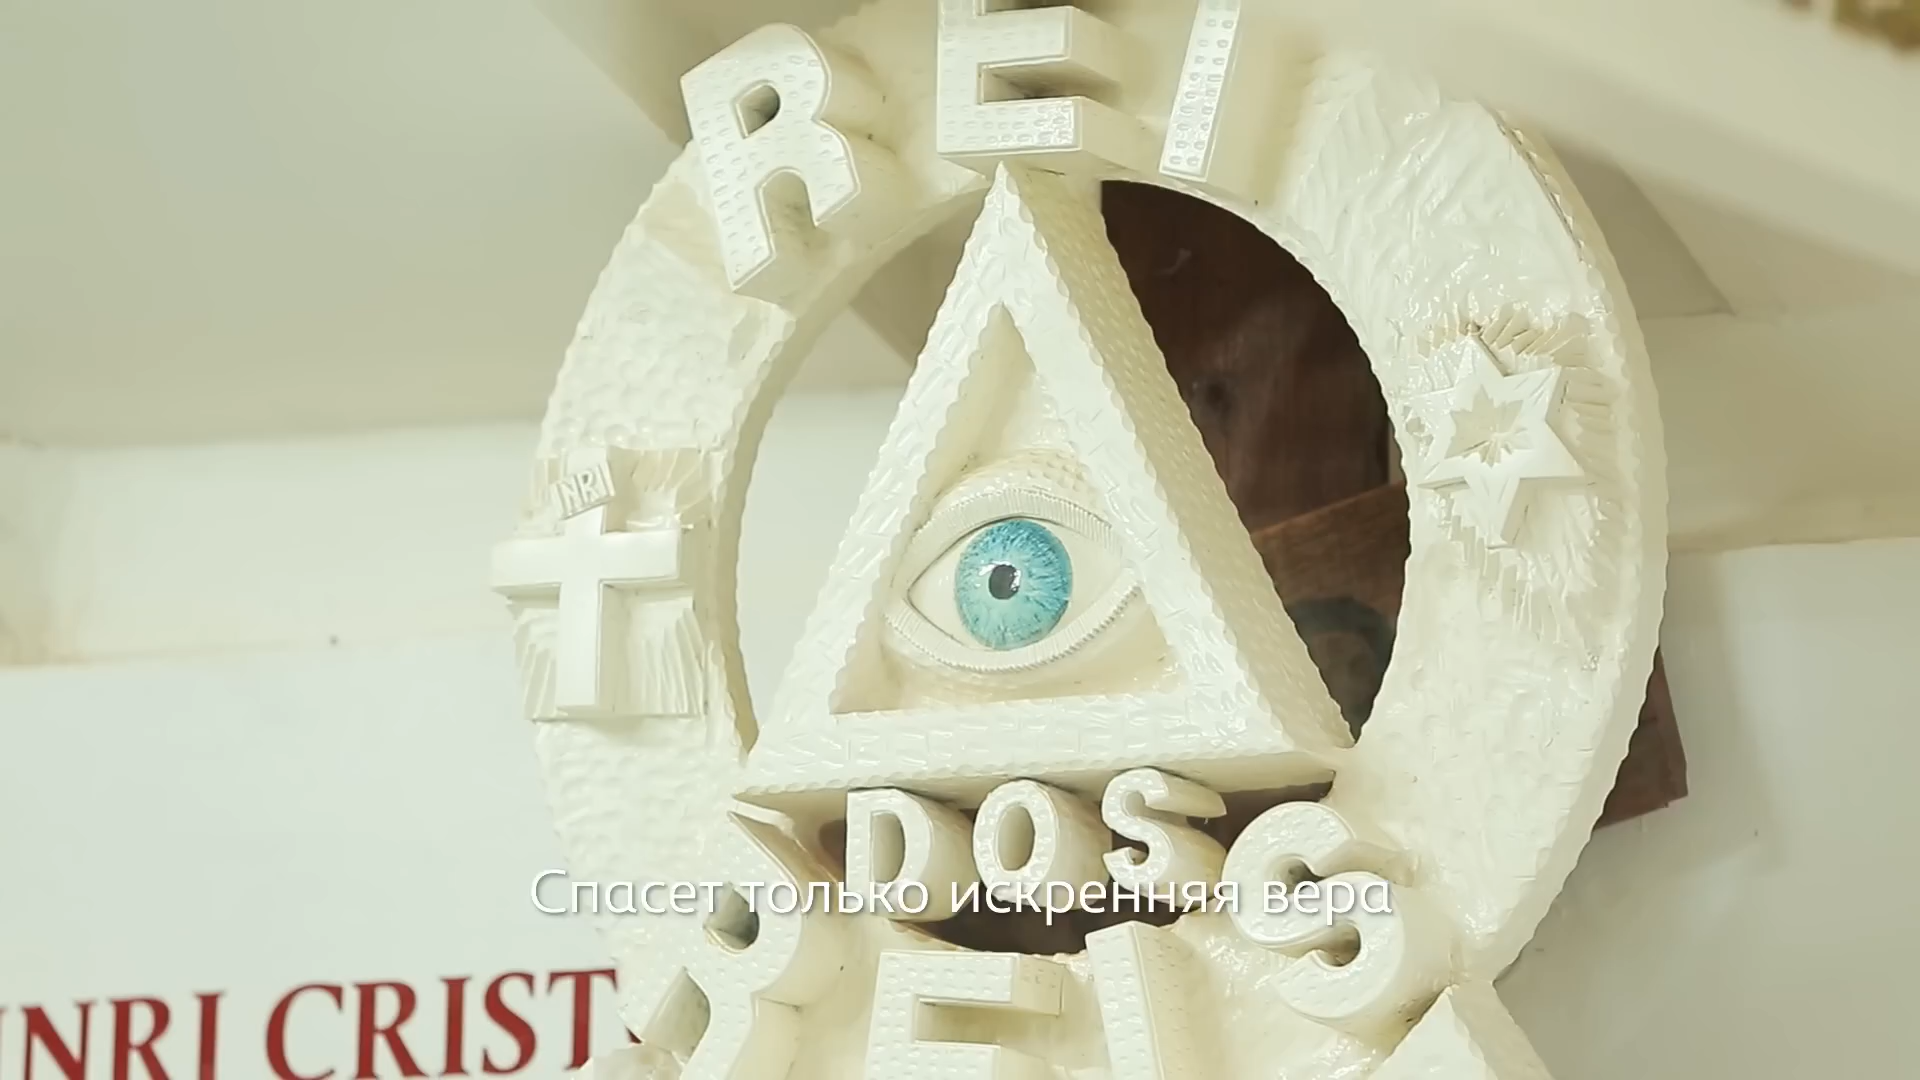 REI
INRI
DOS
REIS
Спасет только искренняя вера
INRI CRIST